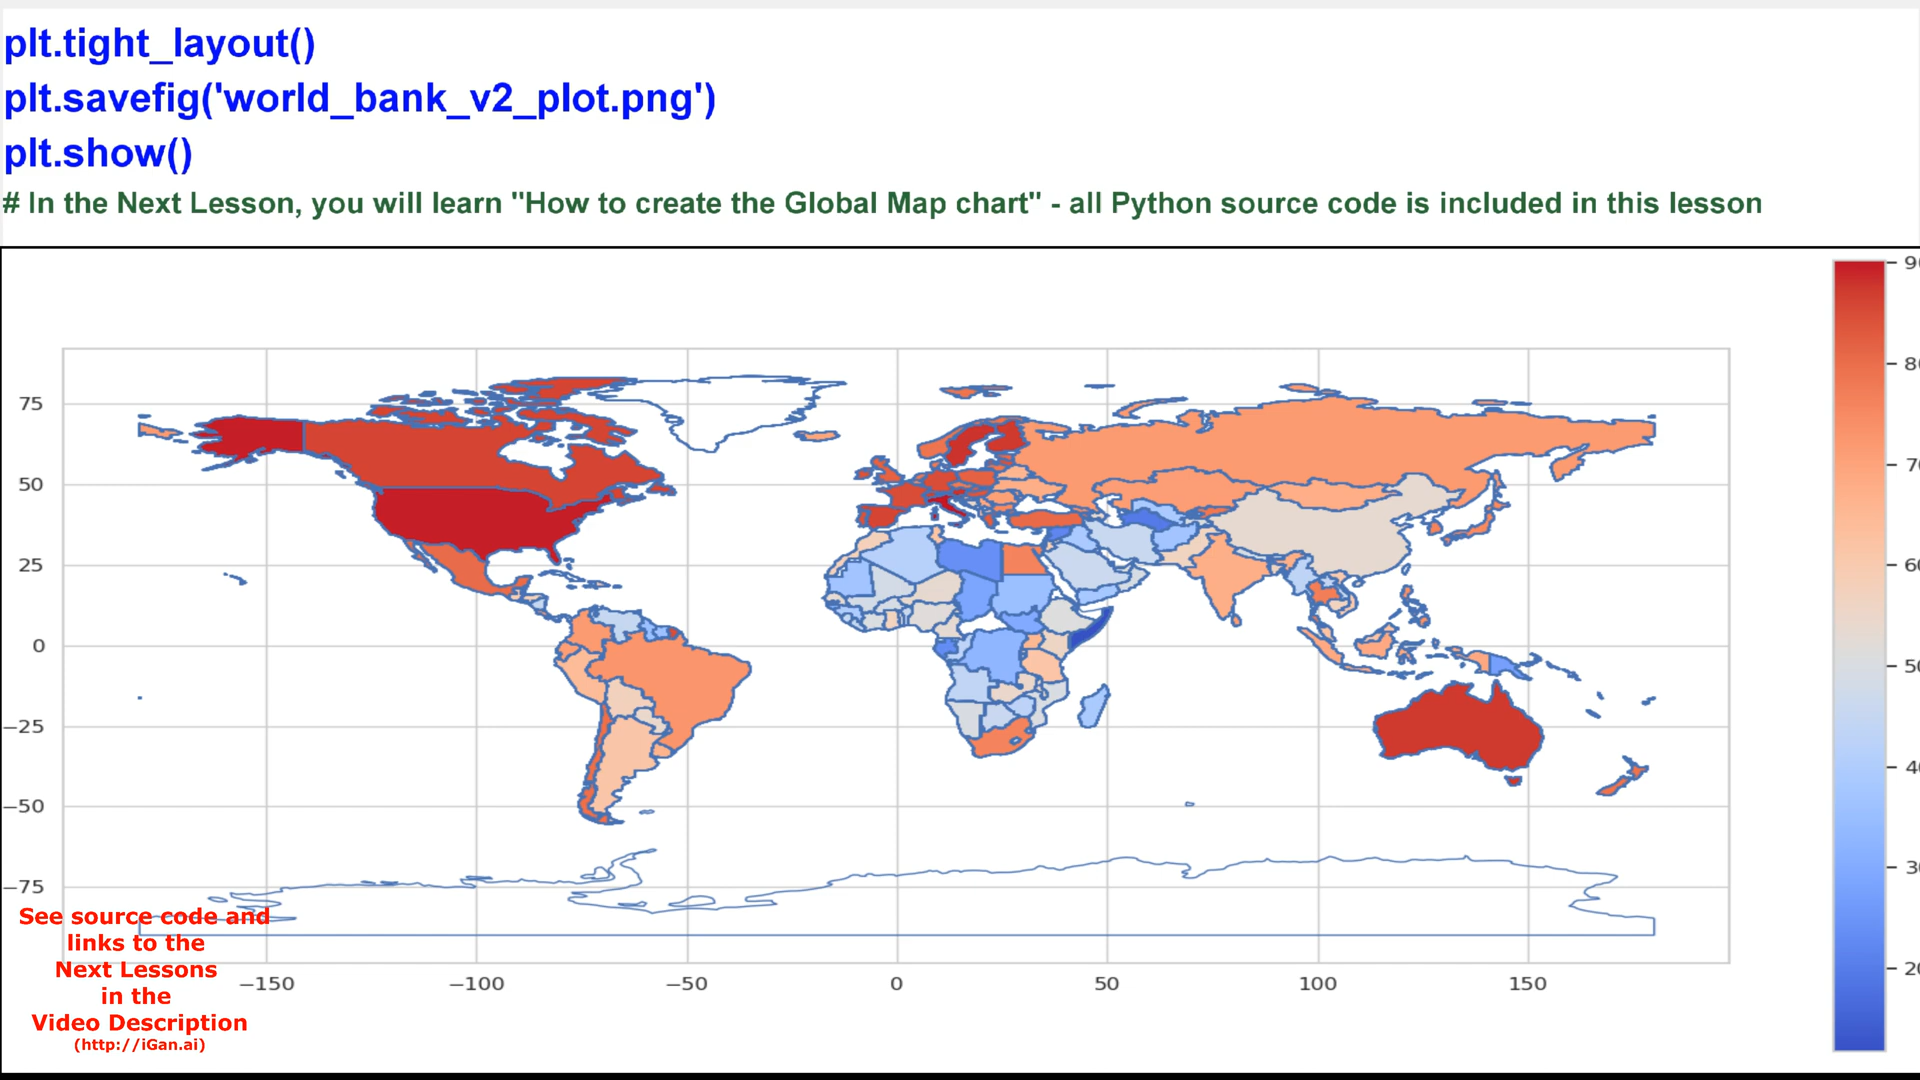 plt.tight_layout()
plt.savefig('world_bank_v2_plot.png')
plt.show()
# In the Next Lesson, you will learn "How to create the Global Map chart" - all Python source code is included in this lesson
75
50
25
0
−25
−50
−75
−150
−100
−50
0
50
100
150
See source code and
links to the
Next Lessons
in the
Video Description
(http://iGan.ai)